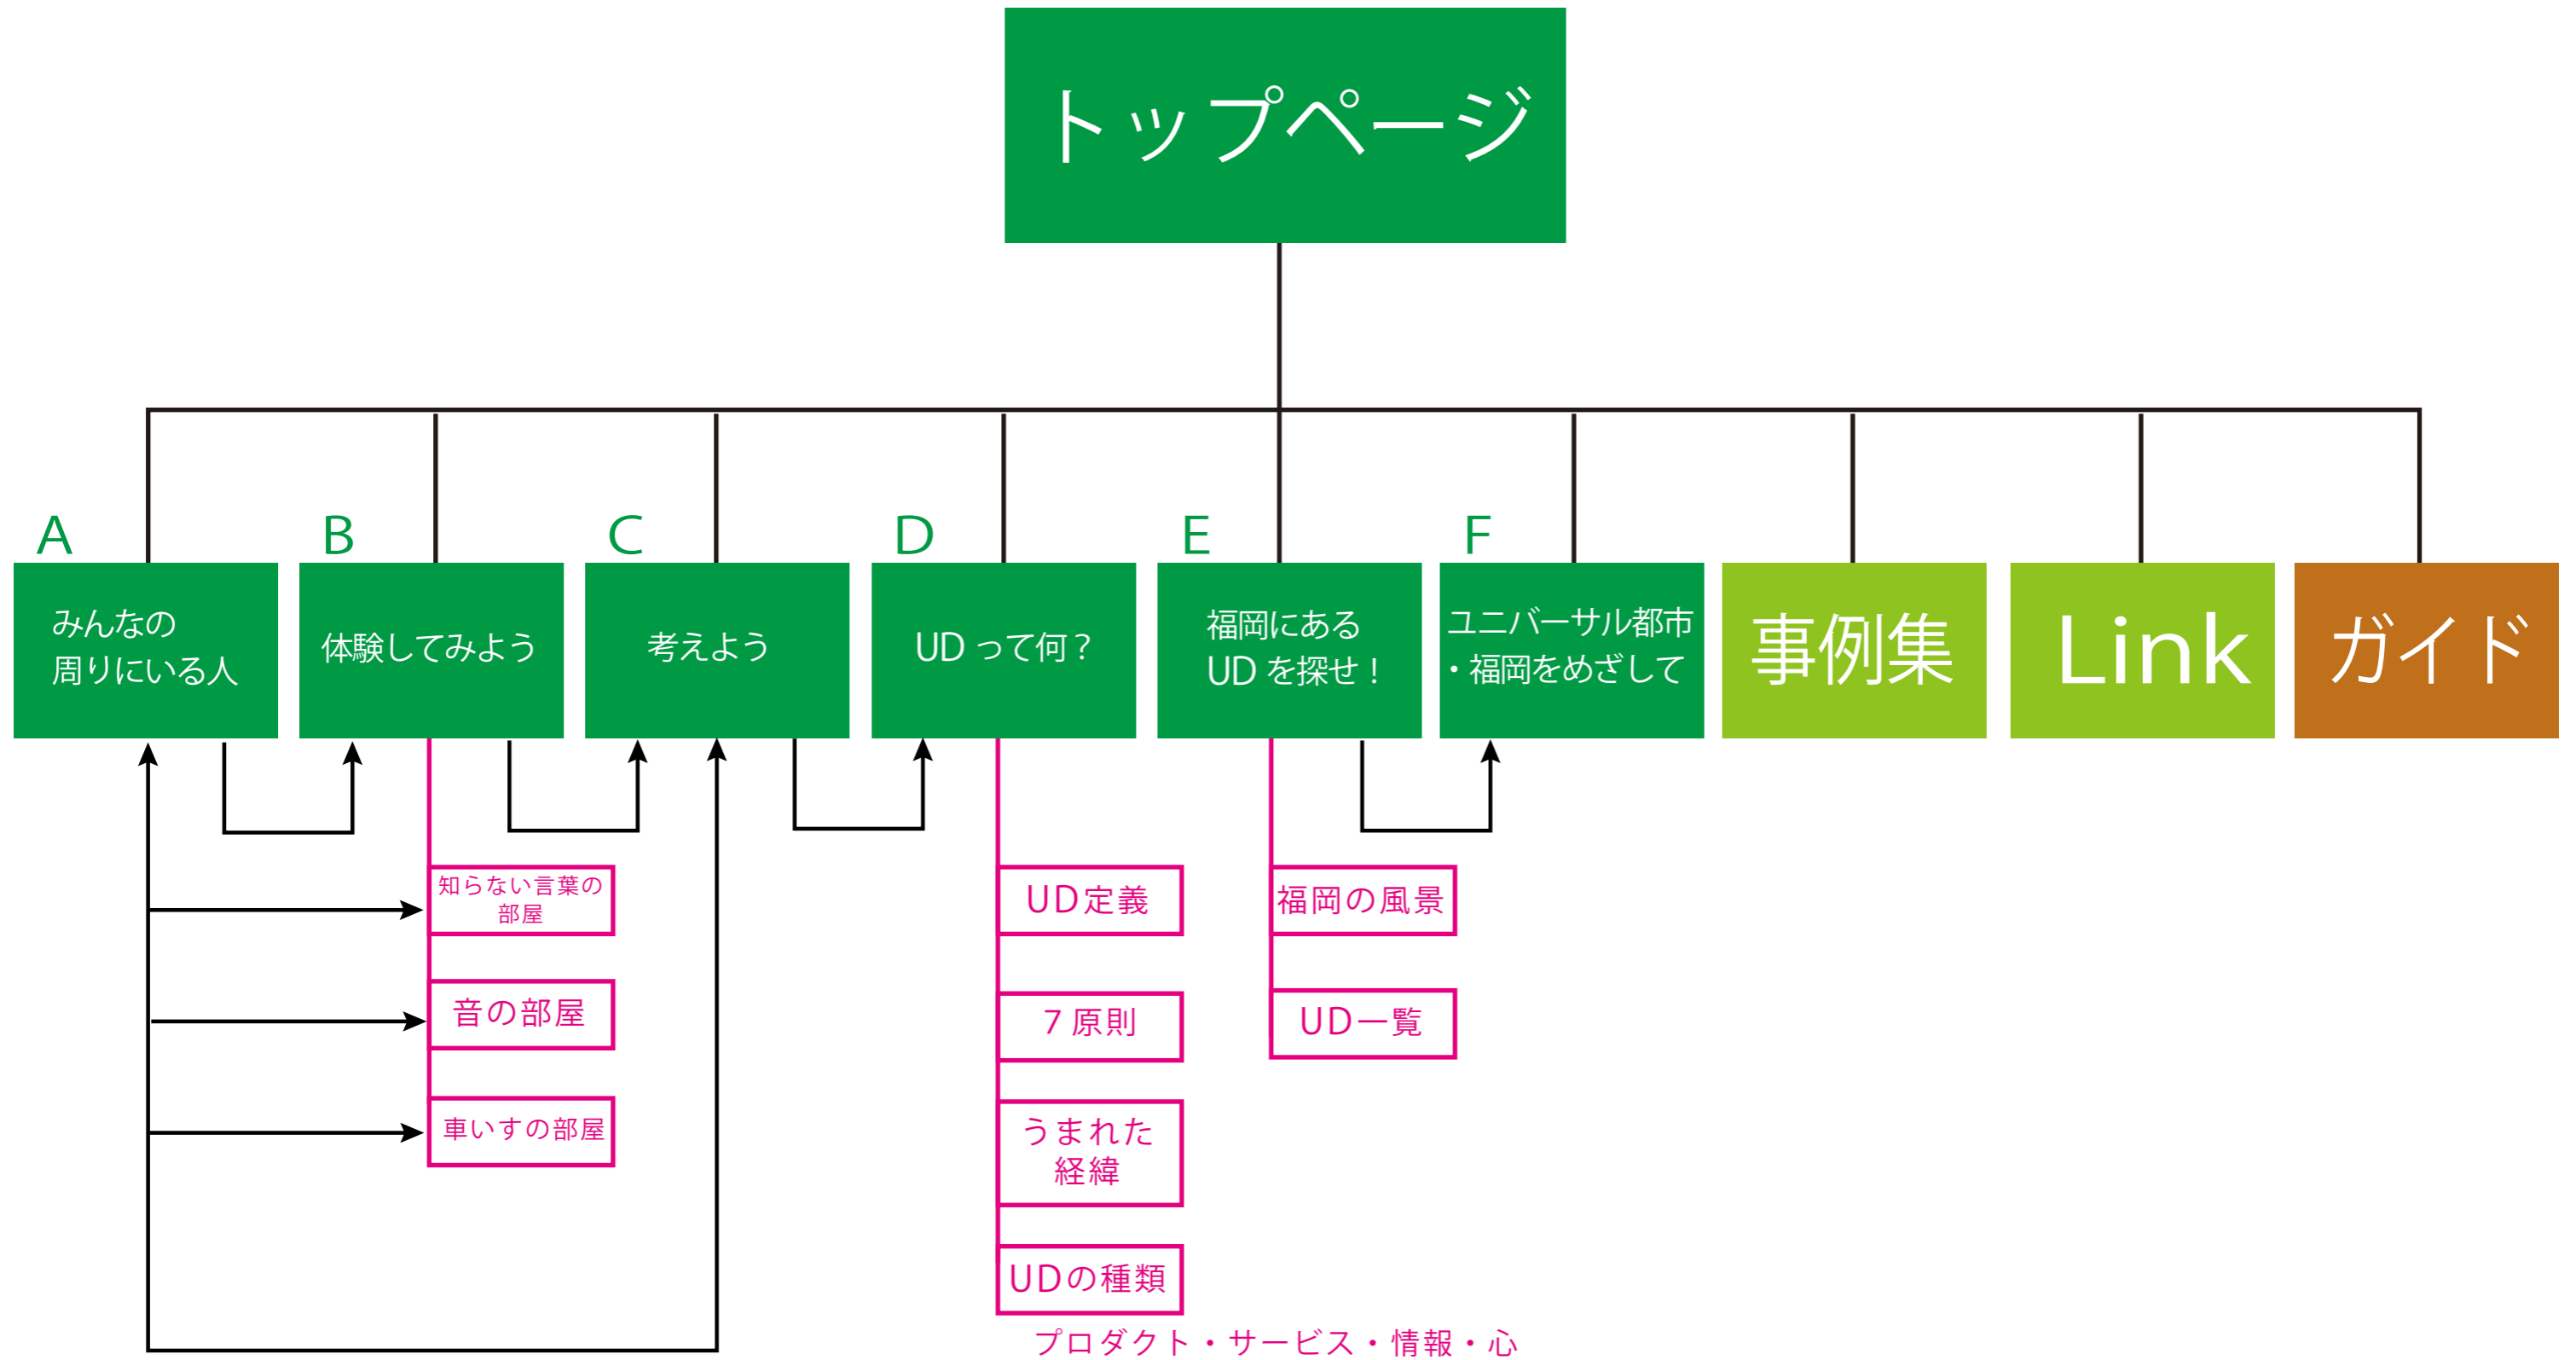 トップページ
A
B
C
D
E
F
みんなの
周りにいる人
体験してみよう
考えよう
UD って何？
福岡にある
UD を探せ！
ユニバーサル都市
・福岡をめざして
事例集
Link
ガイド
知らない言葉の
部屋
音の部屋
車いすの部屋
UD定義
７原則
うまれた
経緯
UDの種類
プロダクト・サービス・情報・心
福岡の風景
UD一覧